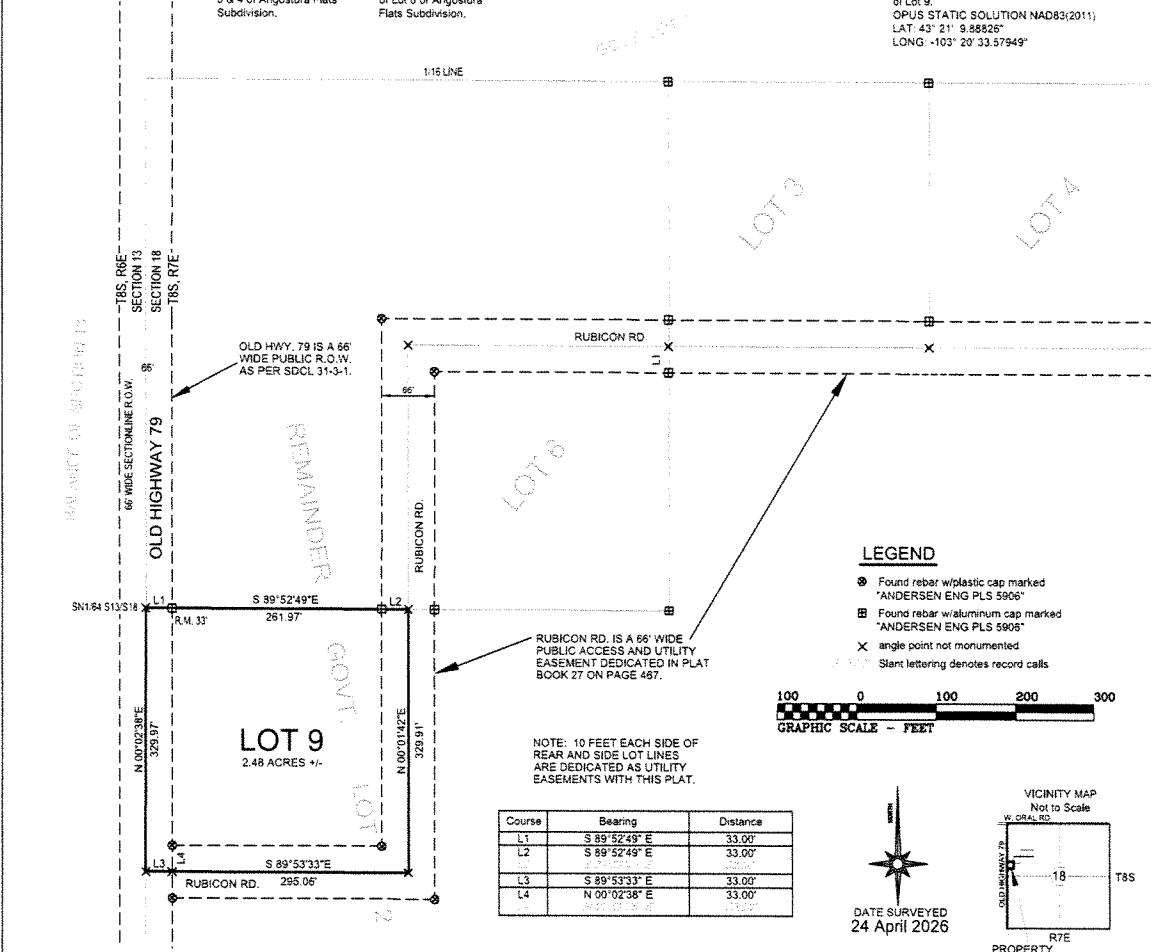 3 & 4 of Angostura Flats
Subdivision.
of Lot 6 of Angostura
Flats Subdivision.
of Lot 9.
OPUS STATIC SOLUTION NAD83(2011)
LAT: 43° 21' 9.88826"
LONG: -103° 20' 33.57949"
1/16 LINE
LOT 3
LOT 4
T8S, R6E
SECTION 13
SECTION 18
T8S, R7E
BALANCE OF SECTION 13
66'
66' WIDE SECTIONLINE R.O.W.
OLD HIGHWAY 79
OLD HWY. 79 IS A 66'
WIDE PUBLIC R.O.W.
AS PER SDCL 31-3-1.
RUBICON RD.
L1
66'
REMAINDER
LOT 6
RUBICON RD.
LEGEND
Found rebar w/plastic cap marked
"ANDERSEN ENG PLS 5906"
Found rebar w/aluminum cap marked
"ANDERSEN ENG PLS 5906"
angle point not monumented
Slant lettering denotes record calls
SN1/64 S13/S18
L1
S 89°52'49"E
L2
R.M. 33'
261.97'
RUBICON RD. IS A 66' WIDE
PUBLIC ACCESS AND UTILITY
EASEMENT DEDICATED IN PLAT
BOOK 27 ON PAGE 467.
GOVT.
100 0 100 200 300
GRAPHIC SCALE - FEET
N 00°02'38"E
329.97'
LOT 9
2.48 ACRES +/-
N 00°01'42"E
329.91'
NOTE: 10 FEET EACH SIDE OF
REAR AND SIDE LOT LINES
ARE DEDICATED AS UTILITY
EASEMENTS WITH THIS PLAT.
LOT
2
L3
L4
S 89°53'33"E
295.06'
RUBICON RD.
Course Bearing Distance
L1 S 89°52'49" E 33.00'
L2 S 89°52'49" E 33.00'
L3 S 89°53'33" E 33.00'
L4 N 00°02'38" E 33.00'
NORTH
DATE SURVEYED
24 April 2026
VICINITY MAP
Not to Scale
W. ORAL RD
OLD HIGHWAY 79
18
T8S
R7E
PROPERTY